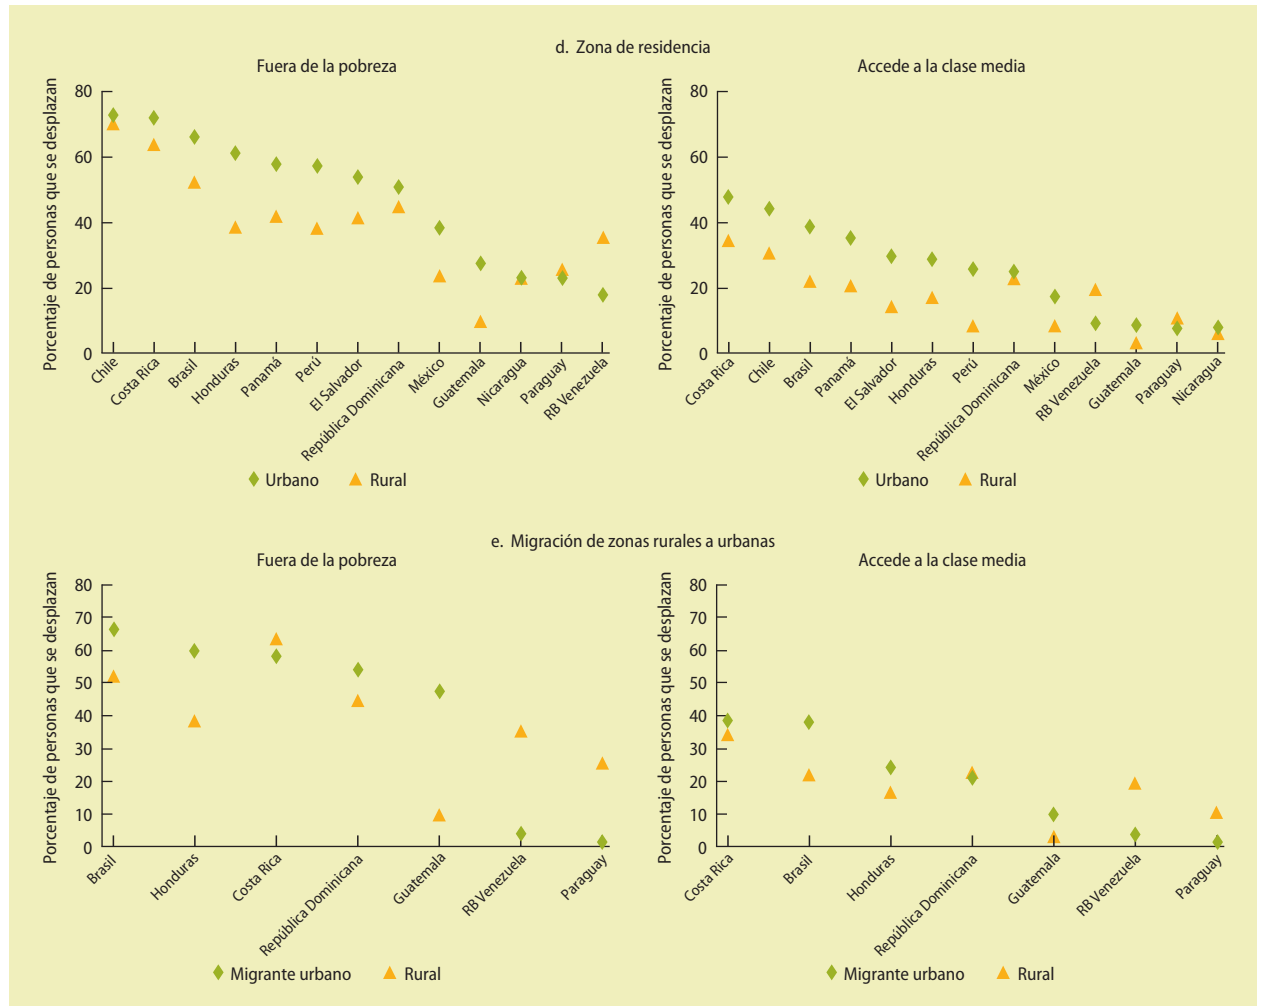 d. Zona de residencia
Fuera de la pobreza
Porcentaje de personas que se desplazan
80
60
40
20
0
Chile
Costa Rica
Brasil
Honduras
Panamá
Perú
El Salvador
República Dominicana
México
Guatemala
Nicaragua
Paraguay
RB Venezuela
Urbano Rural
Accede a la clase media
Porcentaje de personas que se desplazan
80
60
40
20
0
Costa Rica
Chile
Brasil
Panamá
El Salvador
Honduras
Perú
República Dominicana
México
RB Venezuela
Guatemala
Paraguay
Nicaragua
Urbano Rural
e. Migración de zonas rurales a urbanas
Fuera de la pobreza
Porcentaje de personas que se desplazan
80
70
60
50
40
30
20
10
0
Brasil
Honduras
Costa Rica
República Dominicana
Guatemala
RB Venezuela
Paraguay
Migrante urbano Rural
Accede a la clase media
Porcentaje de personas que se desplazan
80
70
60
50
40
30
20
10
0
Costa Rica
Brasil
Honduras
República Dominicana
Guatemala
RB Venezuela
Paraguay
Migrante urbano Rural